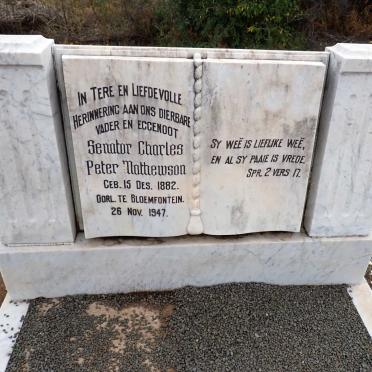 IN TERE EN LIEFDEVOLLE
HERINNERING AAN ONS DIERBARE
VADER EN EGGENOOT
Senator Charles
Peter Mathewson
GEB. 15 DES. 1882.
OORL. TE BLOEMFONTEIN.
26 NOV. 1947.
SY WEË IS LIEFLIKE WEË,
EN AL SY PAAIE IS VREDE.
SPR. 2 VERS 17.